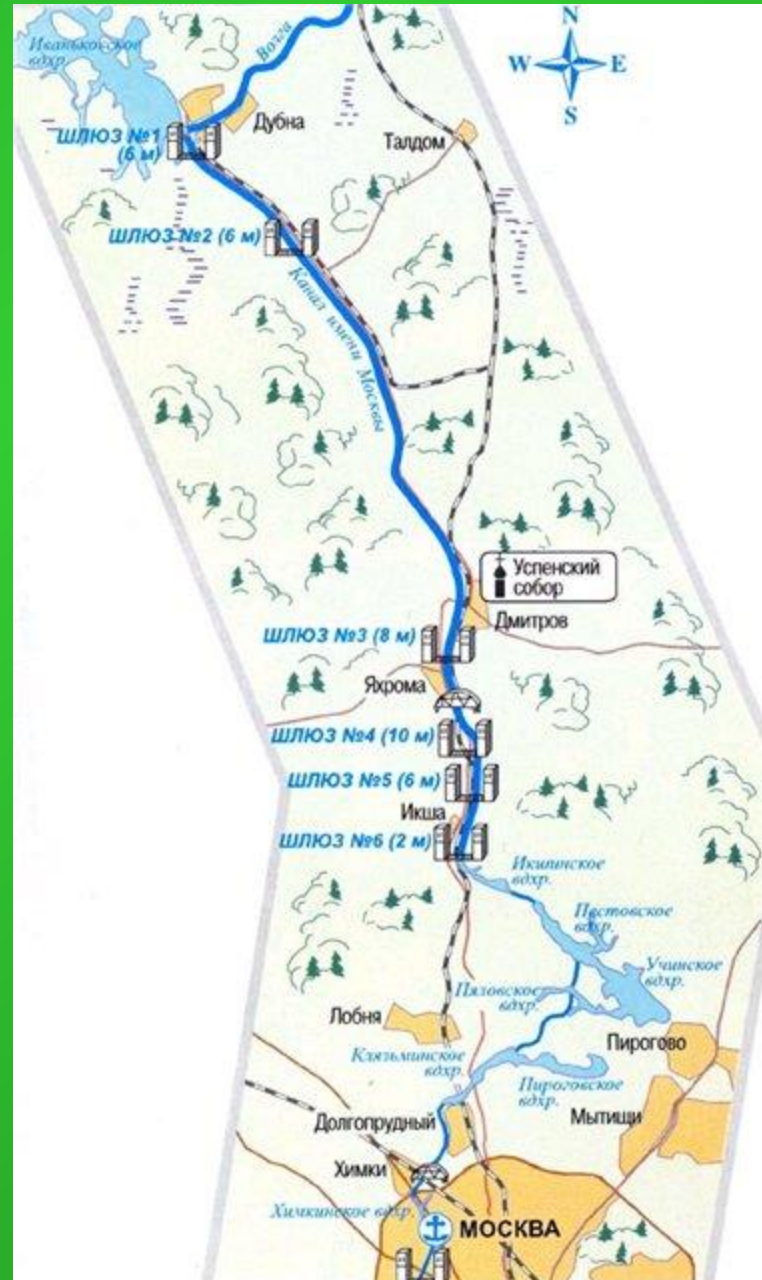 N
W E
S
Иваньковское
вдхр.
Волга
Дубна
ШЛЮЗ №1
(6 м)
Талдом
ШЛЮЗ №2 (6 м)
Канал имени Москвы
Успенский
собор
Дмитров
ШЛЮЗ №3 (8 м)
Яхрома
ШЛЮЗ №4 (10 м)
ШЛЮЗ №5 (6 м)
Икша
ШЛЮЗ №6 (2 м)
Икшинское
вдхр.
Пестовское
вдхр.
Учинское
вдхр.
Пяловское
вдхр.
Лобня
Пирогово
Клязьминское
вдхр.
Пироговское
вдхр.
Мытищи
Долгопрудный
Химки
Химкинское вдхр.
МОСКВА